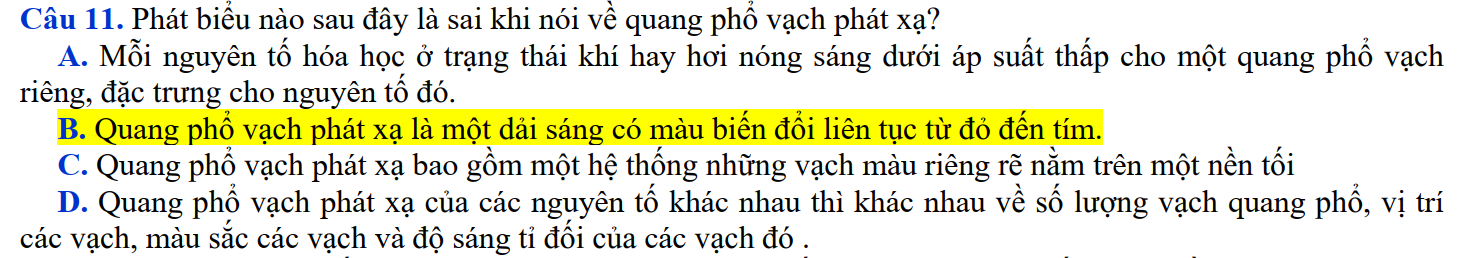 Câu 11. Phát biểu nào sau đây là sai khi nói về quang phổ vạch phát xạ?
A. Mỗi nguyên tố hóa học ở trạng thái khí hay hơi nóng sáng dưới áp suất thấp cho một quang phổ vạch
riêng, đặc trưng cho nguyên tố đó.
B. Quang phổ vạch phát xạ là một dải sáng có màu biến đổi liên tục từ đỏ đến tím.
C. Quang phổ vạch phát xạ bao gồm một hệ thống những vạch màu riêng rẽ nằm trên một nền tối
D. Quang phổ vạch phát xạ của các nguyên tố khác nhau thì khác nhau về số lượng vạch quang phổ, vị trí
các vạch, màu sắc các vạch và độ sáng tỉ đối của các vạch đó .